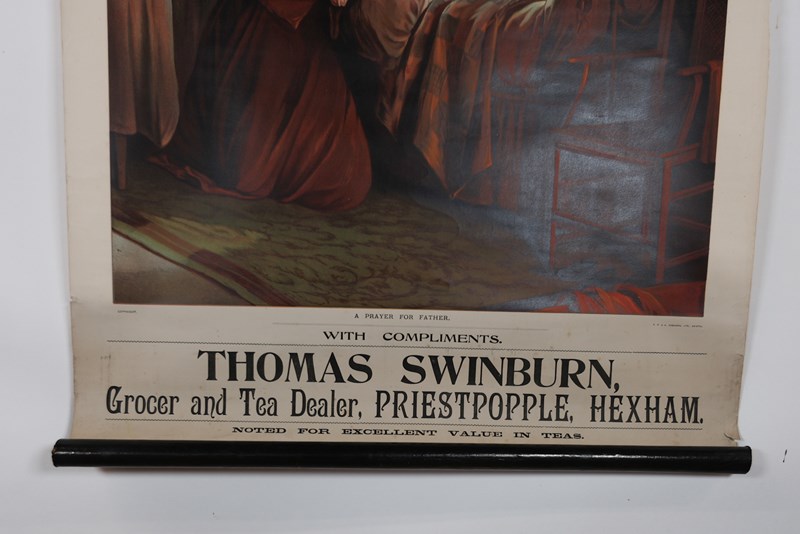 A PRAYER FOR FATHER.
COPYRIGHT.
WITH COMPLIMENTS.
THOMAS SWINBURN,
Grocer and Tea Dealer, PRIESTPOPPLE, HEXHAM.
NOTED FOR EXCELLENT VALUE IN TEAS.